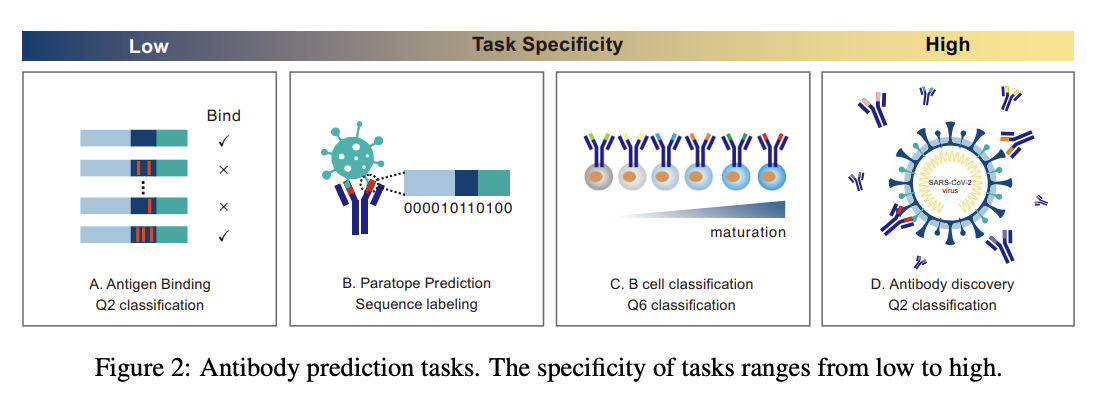 Low Task Specificity High
Bind
✓
×
×
✓
A. Antigen Binding
Q2 classification
000010110100
B. Paratope Prediction
Sequence labeling
maturation
C. B cell classification
Q6 classification
SARS-CoV-2
virus
D. Antibody discovery
Q2 classification
Figure 2: Antibody prediction tasks. The specificity of tasks ranges from low to high.